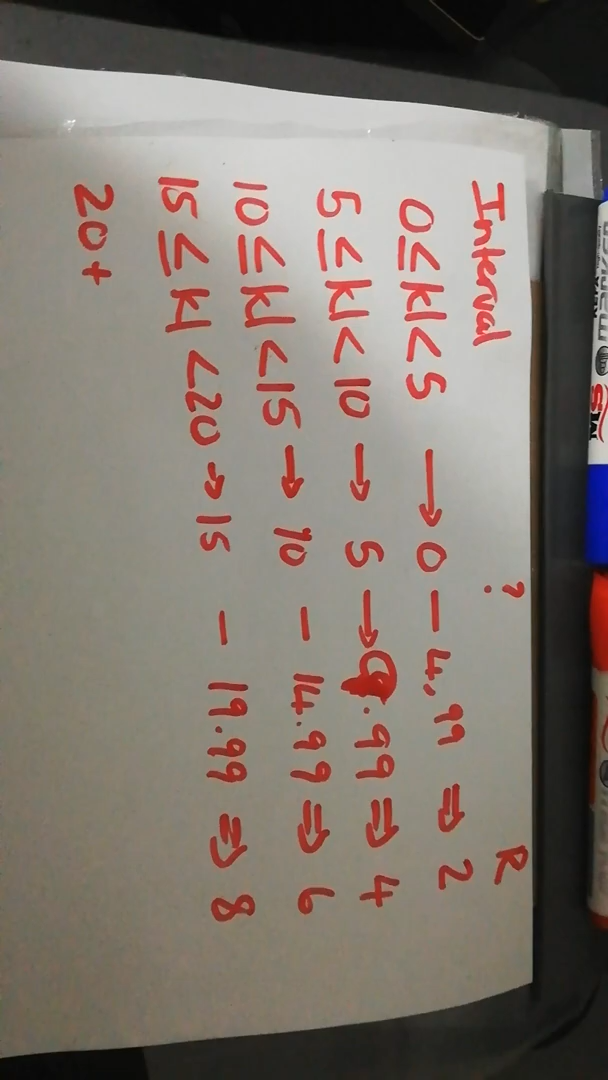 Interval ? R
0 ≤ |k| < 5 → 0 – 4.99 ⇒ 2
5 ≤ |k| < 10 → 5 → 9.99 ⇒ 4
10 ≤ |k| < 15 → 10 – 14.99 ⇒ 6
15 ≤ |k| < 20 → 15 – 19.99 ⇒ 8
20+